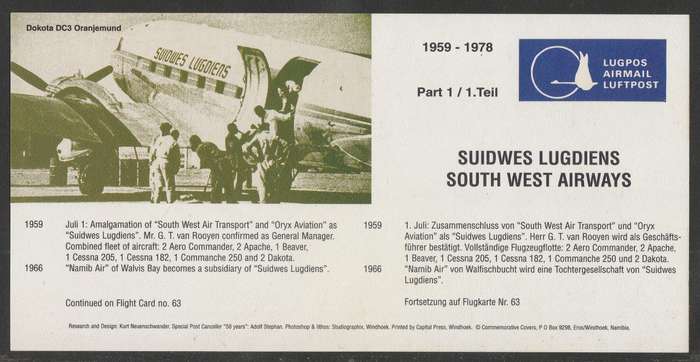 Dokota DC3 Oranjemund
SUIDWES LUGDIENS
1959 - 1978
Part 1 / 1.Teil
LUGPOS
AIRMAIL
LUFTPOST
SUIDWES LUGDIENS
SOUTH WEST AIRWAYS
1959 Juli 1: Amalgamation of "South West Air Transport" and "Oryx Aviation" as
"Suidwes Lugdiens". Mr. G. T. van Rooyen confirmed as General Manager.
Combined fleet of aircraft: 2 Aero Commander, 2 Apache, 1 Beaver,
1 Cessna 205, 1 Cessna 182, 1 Commanche 250 and 2 Dakota.
1966 "Namib Air" of Walvis Bay becomes a subsidiary of "Suidwes Lugdiens".
Continued on Flight Card no. 63
1959 1. Juli: Zusammenschluss von "South West Air Transport" und "Oryx
Aviation" als "Suidwes Lugdiens". Herr G. T. van Rooyen wird als Geschäfts-
führer bestätigt. Vollständige Flugzeugflotte: 2 Aero Commander, 2 Apache,
1 Beaver, 1 Cessna 205, 1 Cessna 182, 1 Commanche 250 und 2 Dakota.
1966 "Namib Air" von Walfischbucht wird eine Tochtergesellschaft von "Suidwes
Lugdiens".
Fortsetzung auf Flugkarte Nr. 63
Research and Design: Kurt Neuenschwander, Special Post Canceller "50 years": Adolf Stephan. Photoshop & lithos: Studiographix, Windhoek. Printed by Capital Press, Windhoek. © Commemorative Covers, P O Box 9298, Eros/Windhoek, Namibia.